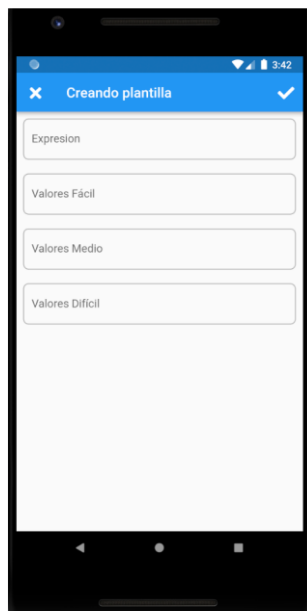 3:42
Creando plantilla
Expresion
Valores Fácil
Valores Medio
Valores Difícil